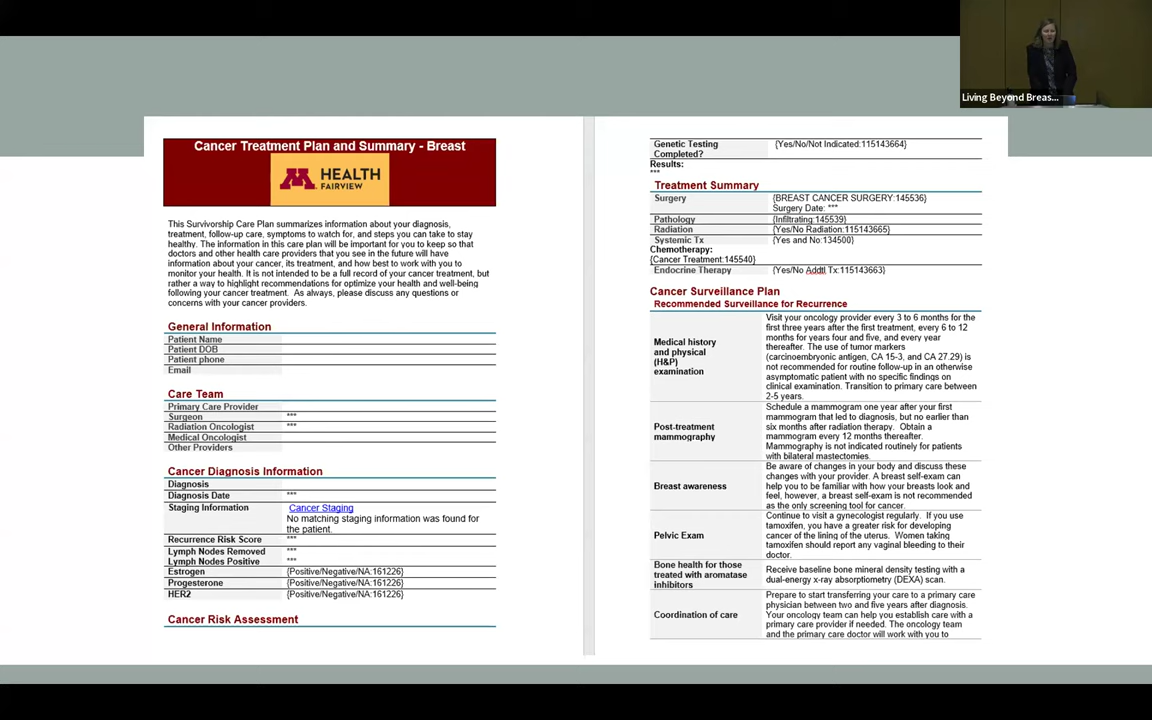 Living Beyond Breas...
Cancer Treatment Plan and Summary - Breast
M HEALTH
FAIRVIEW
This Survivorship Care Plan summarizes information about your diagnosis,
treatment, follow-up care, symptoms to watch for, and steps you can take to stay
healthy. The information in this care plan will be important for you to keep so that
doctors and other health care providers that you see in the future will have
information about your cancer, its treatment, and how best to work with you to
monitor your health. It is not intended to be a full record of your cancer treatment, but
rather a way to highlight recommendations for optimize your health and well-being
following your cancer treatment. As always, please discuss any questions or
concerns with your cancer providers.
General Information
Patient Name
Patient DOB
Patient phone
Email
Care Team
Primary Care Provider
Surgeon ***
Radiation Oncologist ***
Medical Oncologist
Other Providers
Cancer Diagnosis Information
Diagnosis
Diagnosis Date ***
Staging Information Cancer Staging
No matching staging information was found for
the patient.
Recurrence Risk Score ***
Lymph Nodes Removed ***
Lymph Nodes Positive ***
Estrogen {Positive/Negative/NA:161226}
Progesterone {Positive/Negative/NA:161226}
HER2 {Positive/Negative/NA:161226}
Cancer Risk Assessment
Genetic Testing {Yes/No/Not Indicated:115143664}
Completed?
Results:
***
Treatment Summary
Surgery {BREAST CANCER SURGERY:145536}
Surgery Date: ***
Pathology {Infiltrating:145539}
Radiation {Yes/No Radiation:115143665}
Systemic Tx {Yes and No:134500}
Chemotherapy:
{Cancer Treatment:145540}
Endocrine Therapy {Yes/No Addtl Tx:115143663}
Cancer Surveillance Plan
Recommended Surveillance for Recurrence
Medical history
and physical
(H&P)
examination
Visit your oncology provider every 3 to 6 months for the
first three years after the first treatment, every 6 to 12
months for years four and five, and every year
thereafter. The use of tumor markers
(carcinoembryonic antigen, CA 15-3, and CA 27.29) is
not recommended for routine follow-up in an otherwise
asymptomatic patient with no specific findings on
clinical examination. Transition to primary care between
2-5 years.
Post-treatment
mammography
Schedule a mammogram one year after your first
mammogram that led to diagnosis, but no earlier than
six months after radiation therapy. Obtain a
mammogram every 12 months thereafter.
Mammography is not indicated routinely for patients
with bilateral mastectomies.
Breast awareness
Be aware of changes in your body and discuss these
changes with your provider. A breast self-exam can
help you to be familiar with how your breasts look and
feel, however, a breast self-exam is not recommended
as the only screening tool for cancer.
Pelvic Exam
Continue to visit a gynecologist regularly. If you use
tamoxifen, you have a greater risk for developing
cancer of the lining of the uterus. Women taking
tamoxifen should report any vaginal bleeding to their
doctor.
Bone health for those
treated with aromatase
inhibitors
Receive baseline bone mineral density testing with a
dual-energy x-ray absorptiometry (DEXA) scan.
Coordination of care
Prepare to start transferring your care to a primary care
physician between two and five years after diagnosis.
Your oncology team can help you establish care with a
primary care provider if needed. The oncology team
and the primary care doctor will work with you to